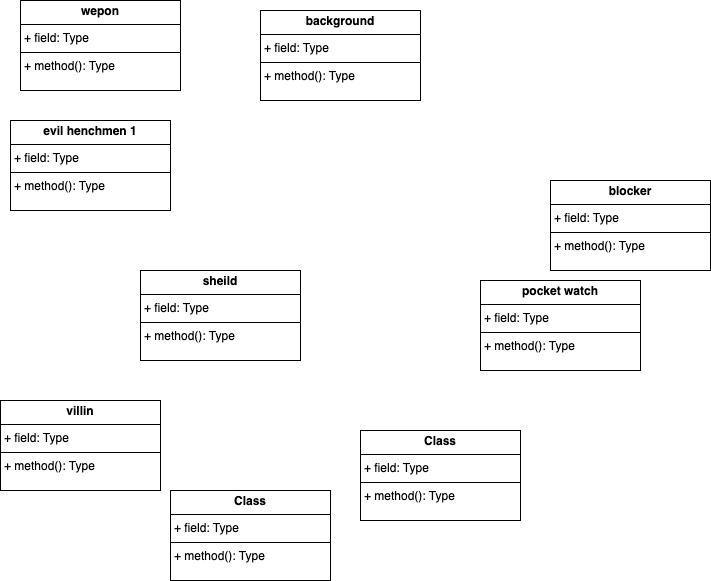 wepon
+ field: Type
+ method(): Type
background
+ field: Type
+ method(): Type
evil henchmen 1
+ field: Type
+ method(): Type
blocker
+ field: Type
+ method(): Type
sheild
+ field: Type
+ method(): Type
pocket watch
+ field: Type
+ method(): Type
villin
+ field: Type
+ method(): Type
Class
+ field: Type
+ method(): Type
Class
+ field: Type
+ method(): Type